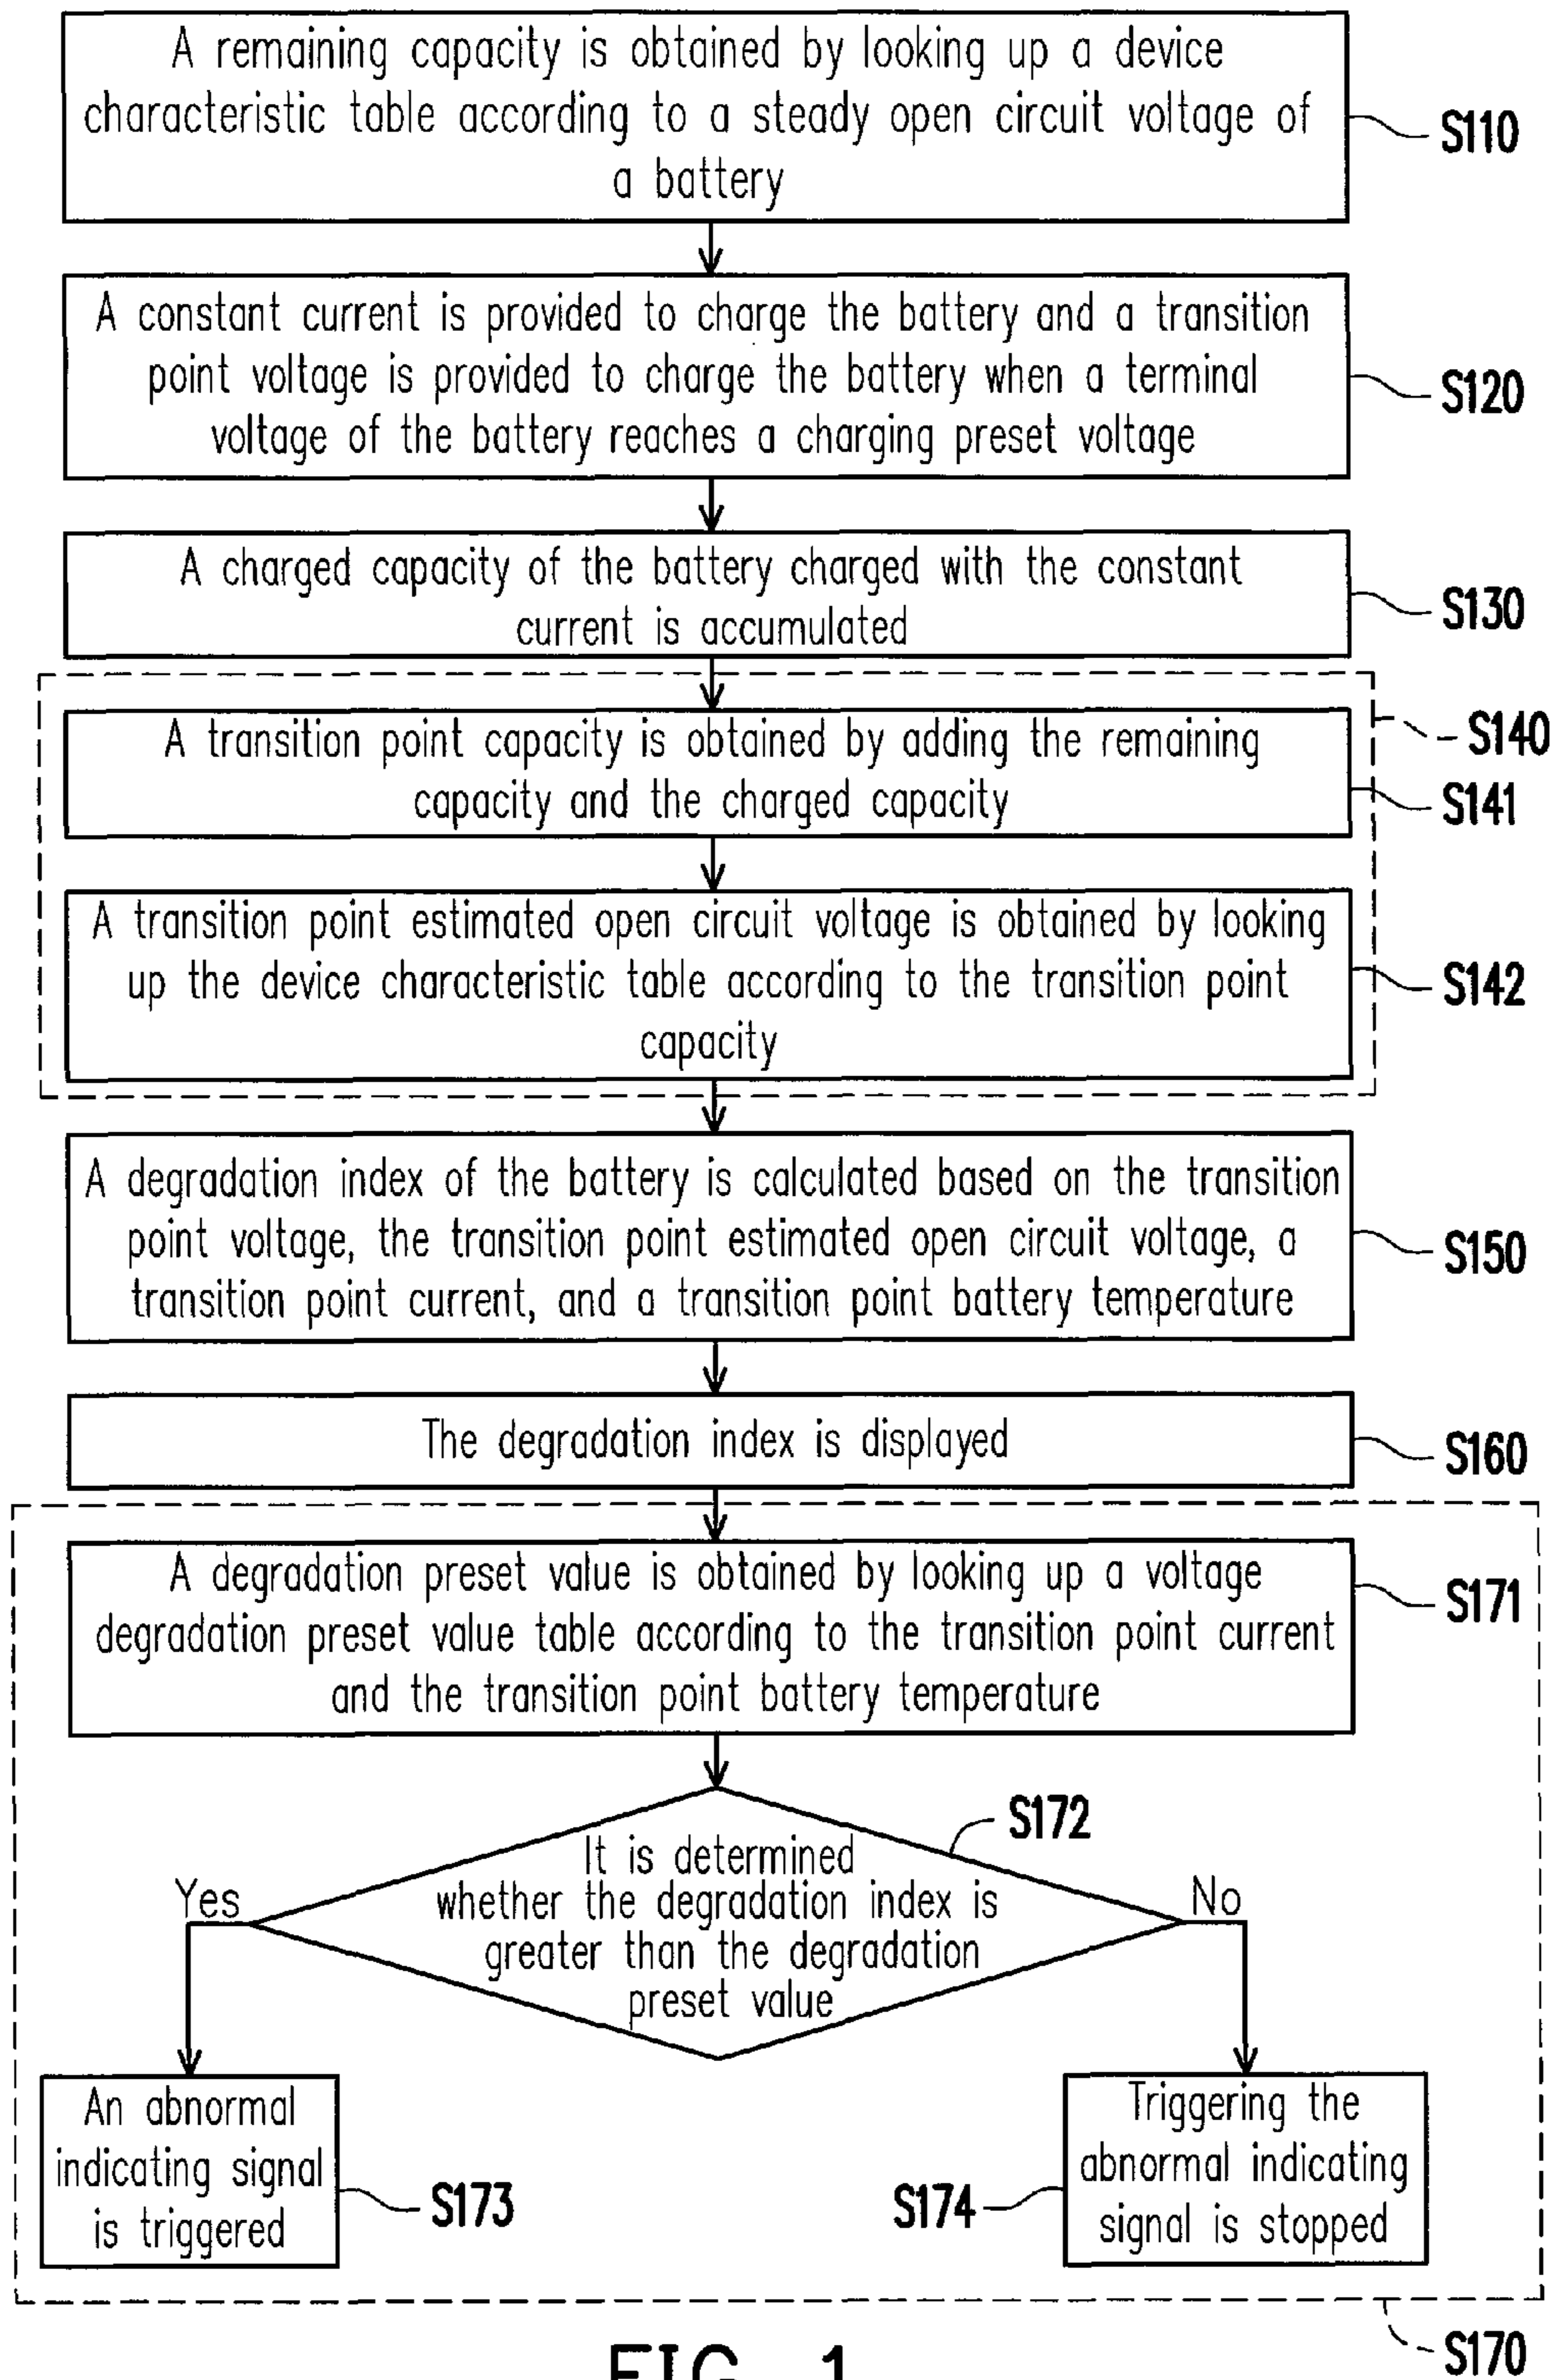 A remaining capacity is obtained by looking up a device
characteristic table according to a steady open circuit voltage of
a battery
S110
A constant current is provided to charge the battery and a transition
point voltage is provided to charge the battery when a terminal
voltage of the battery reaches a charging preset voltage
S120
A charged capacity of the battery charged with the constant
current is accumulated
S130
S140
A transition point capacity is obtained by adding the remaining
capacity and the charged capacity
S141
A transition point estimated open circuit voltage is obtained by looking
up the device characteristic table according to the transition point
capacity
S142
A degradation index of the battery is calculated based on the transition
point voltage, the transition point estimated open circuit voltage, a
transition point current, and a transition point battery temperature
S150
The degradation index is displayed
S160
A degradation preset value is obtained by looking up a voltage
degradation preset value table according to the transition point current
and the transition point battery temperature
S171
S172
It is determined
whether the degradation index is
greater than the degradation
preset value
Yes
No
An abnormal
indicating signal
is triggered
S173
Triggering the
abnormal indicating
signal is stopped
S174
S170
FIG. 1